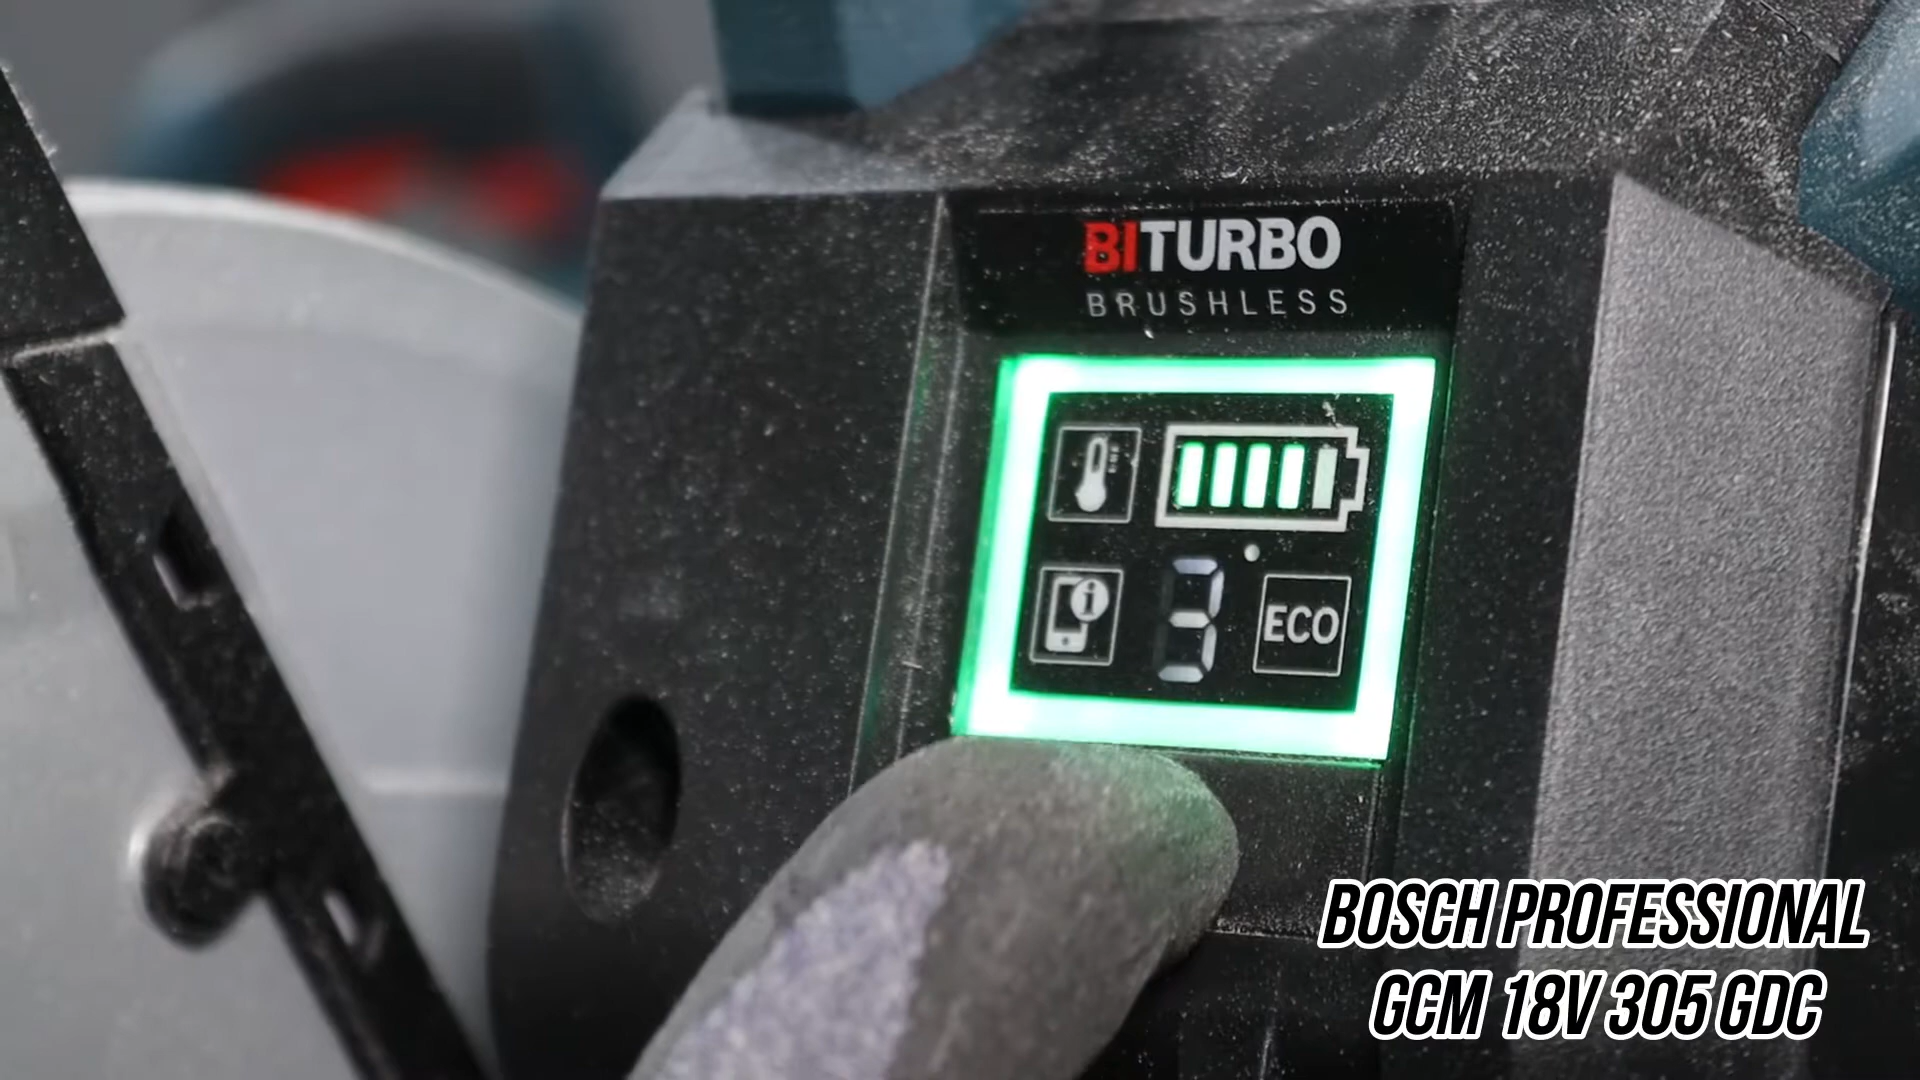 BITURBO
BRUSHLESS
3
ECO
BOSCH PROFESSIONAL
GCM 18V 305 GDC